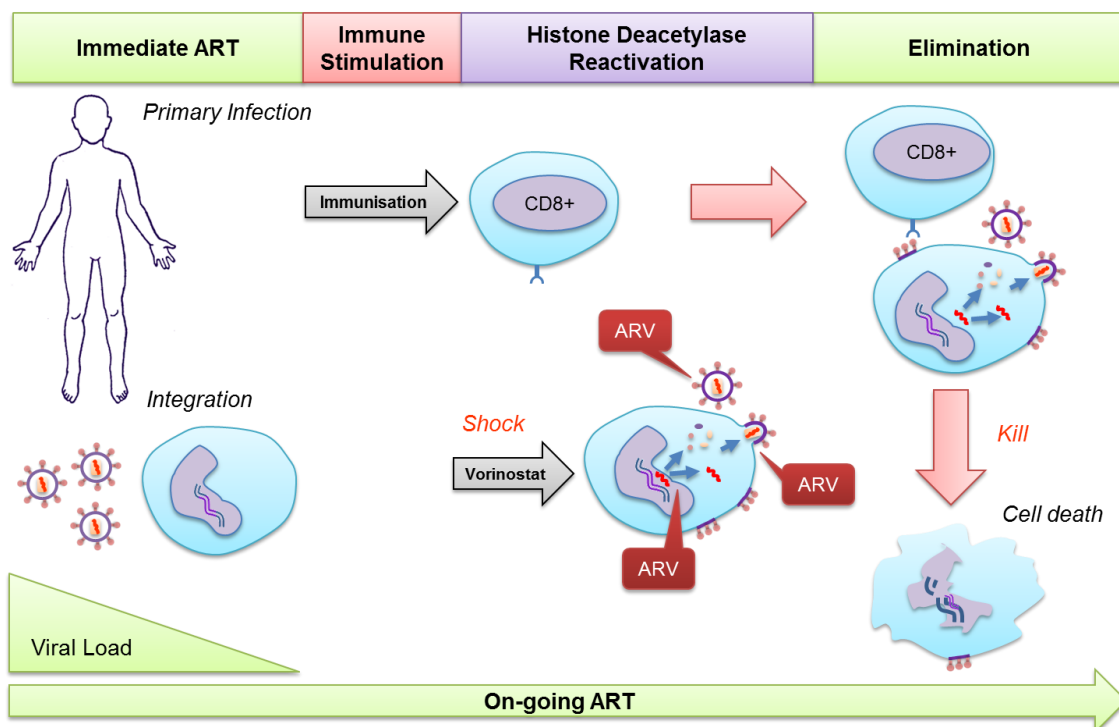 Immediate ART
Immune
Stimulation
Histone Deacetylase
Reactivation
Elimination
Primary Infection
Immunisation
CD8+
CD8+
Integration
Shock
Vorinostat
ARV
ARV
ARV
Kill
Cell death
Viral Load
On-going ART